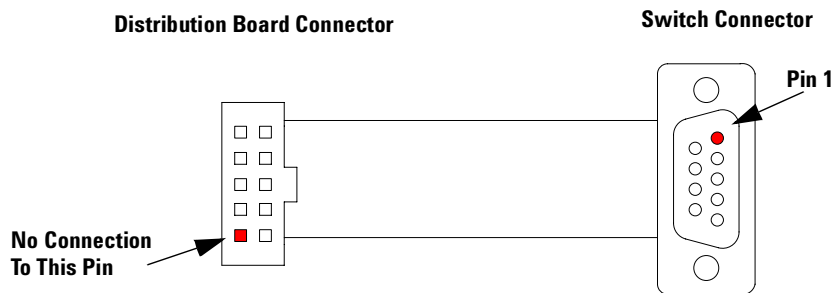 Distribution Board Connector
Switch Connector
Pin 1
No Connection
To This Pin